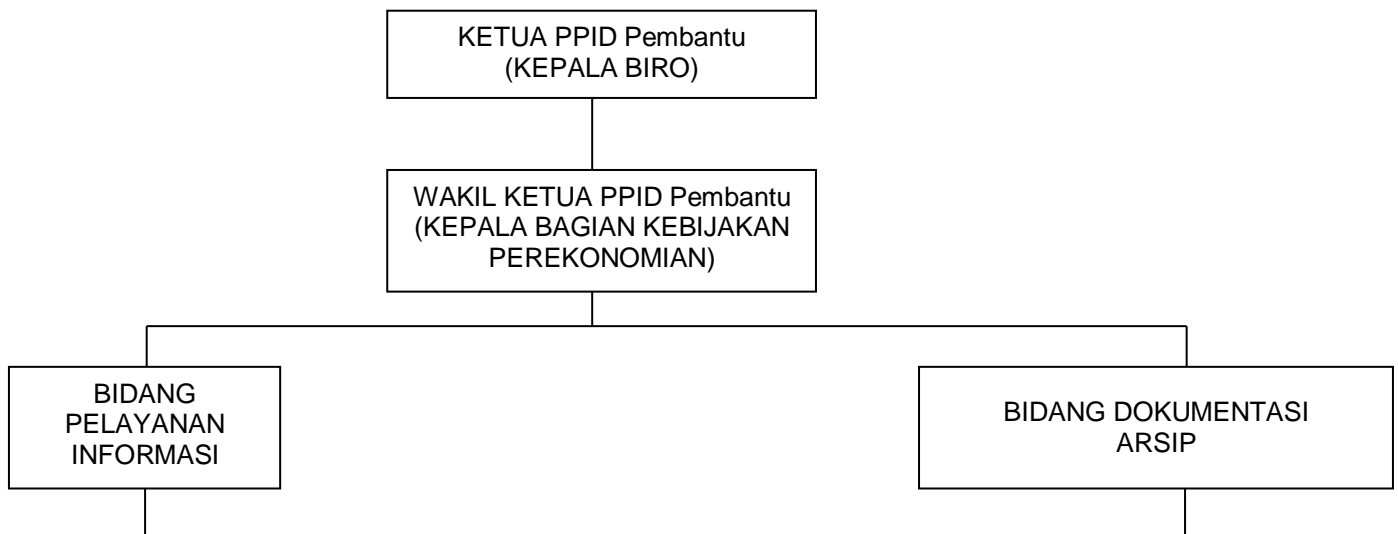 KETUA PPID Pembantu
(KEPALA BIRO)
WAKIL KETUA PPID Pembantu
(KEPALA BAGIAN KEBIJAKAN
PEREKONOMIAN)
BIDANG
PELAYANAN
INFORMASI
BIDANG DOKUMENTASI
ARSIP